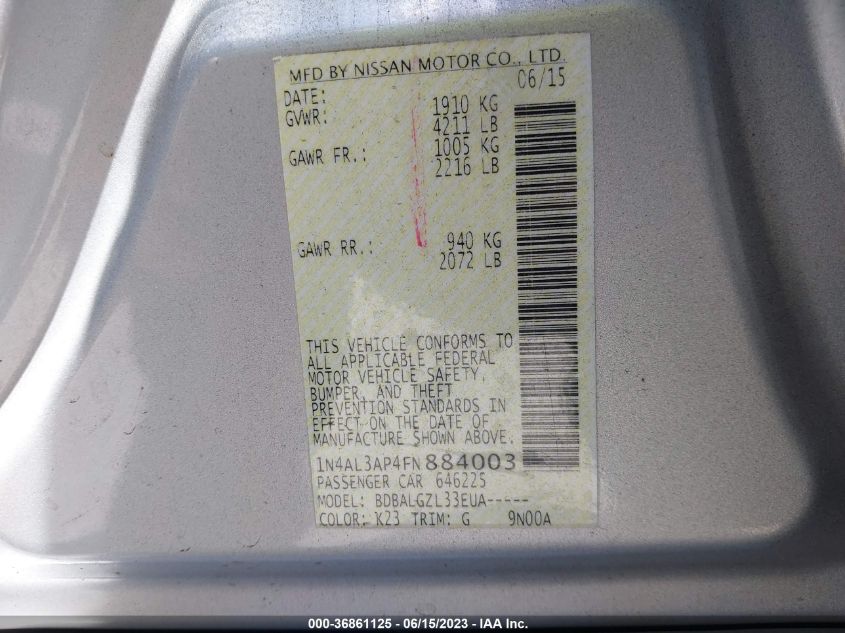 MFD BY NISSAN MOTOR CO., LTD.
DATE: 06/15
GVWR: 1910 KG
4211 LB
GAWR FR.: 1005 KG
2216 LB
GAWR RR.: 940 KG
2072 LB
THIS VEHICLE CONFORMS TO
ALL APPLICABLE FEDERAL
MOTOR VEHICLE SAFETY,
BUMPER, AND THEFT
PREVENTION STANDARDS IN
EFFECT ON THE DATE OF
MANUFACTURE SHOWN ABOVE.
1N4AL3AP4FN884003
PASSENGER CAR 646225
MODEL: BDBALGZL33EUA-----
COLOR: K23 TRIM: G 9N00A
000-36861125 - 06/15/2023 - IAA Inc.